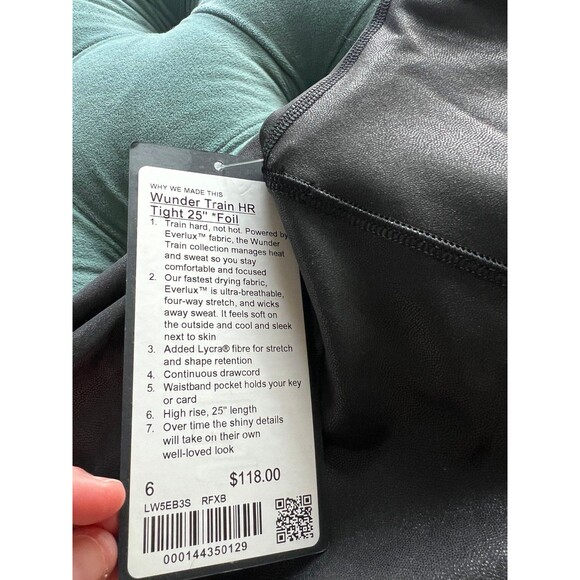 WHY WE MADE THIS
Wunder Train HR
Tight 25" *Foil
1. Train hard, not hot. Powered by
Everlux™ fabric, the Wunder
Train collection manages heat
and sweat so you stay
comfortable and focused
2. Our fastest drying fabric,
Everlux™ is ultra-breathable,
four-way stretch, and wicks
away sweat. It feels soft on
the outside and cool and sleek
next to skin
3. Added Lycra® fibre for stretch
and shape retention
4. Continuous drawcord
5. Waistband pocket holds your key
or card
6. High rise, 25" length
7. Over time the shiny details
will take on their own
well-loved look
6 $118.00
LW5EB3S RFXB
000144350129